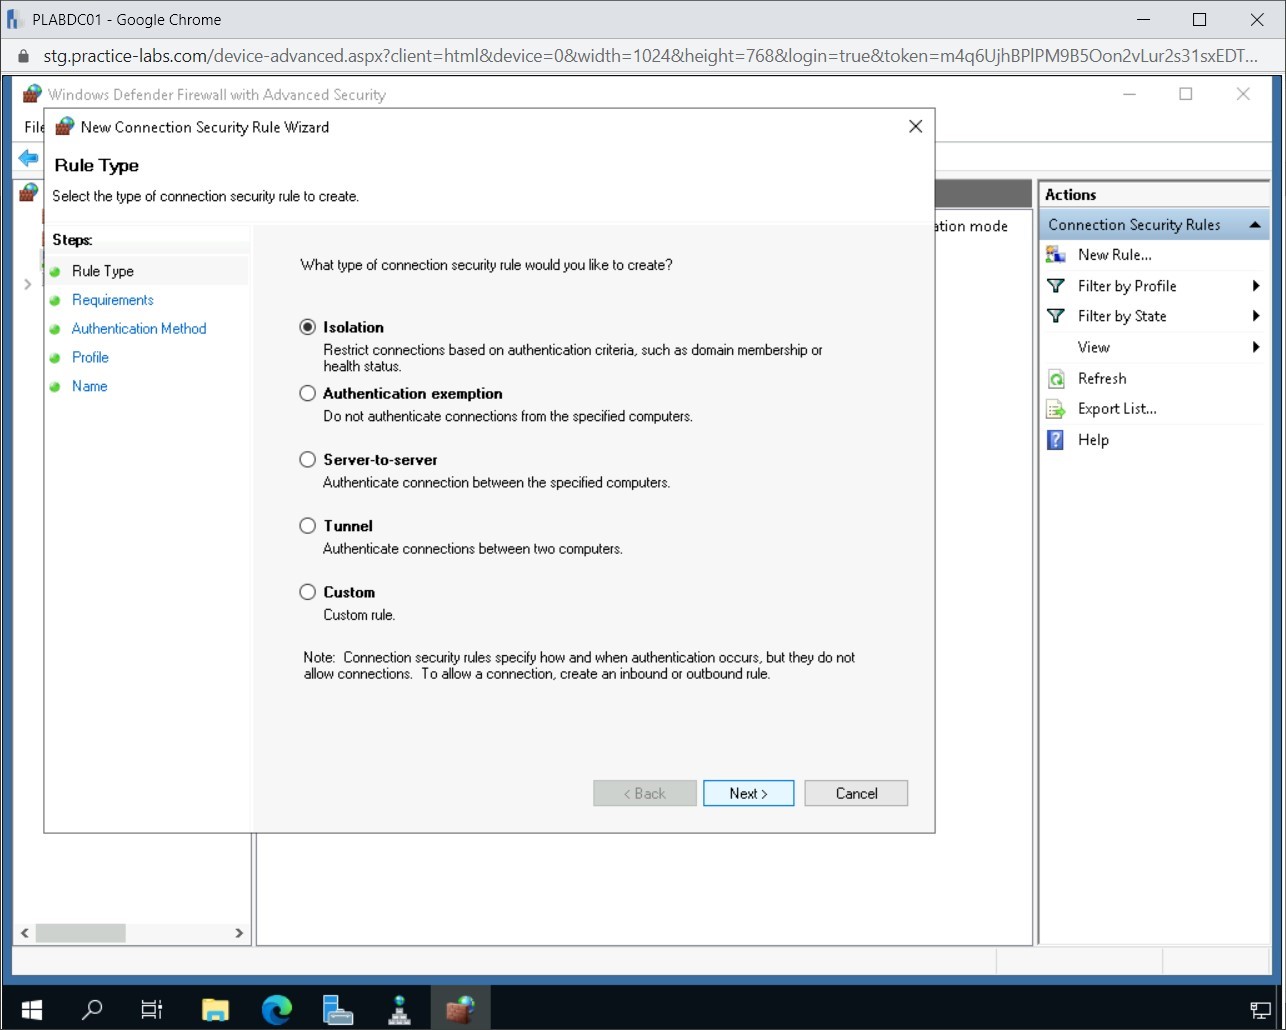 PLABDC01 - Google Chrome
stg.practice-labs.com/device-advanced.aspx?client=html&device=0&width=1024&height=768&login=true&token=m4q6UjhBPlPM9B5Oon2vLur2s31sxEDT...
Windows Defender Firewall with Advanced Security
File
New Connection Security Rule Wizard
Rule Type
Select the type of connection security rule to create.
Steps:
Rule Type
Requirements
Authentication Method
Profile
Name
What type of connection security rule would you like to create?
Isolation
Restrict connections based on authentication criteria, such as domain membership or
health status.
Authentication exemption
Do not authenticate connections from the specified computers.
Server-to-server
Authenticate connection between the specified computers.
Tunnel
Authenticate connections between two computers.
Custom
Custom rule.
Note: Connection security rules specify how and when authentication occurs, but they do not
allow connections. To allow a connection, create an inbound or outbound rule.
< Back
Next >
Cancel
ation mode
Actions
Connection Security Rules
New Rule...
Filter by Profile
Filter by State
View
Refresh
Export List...
Help